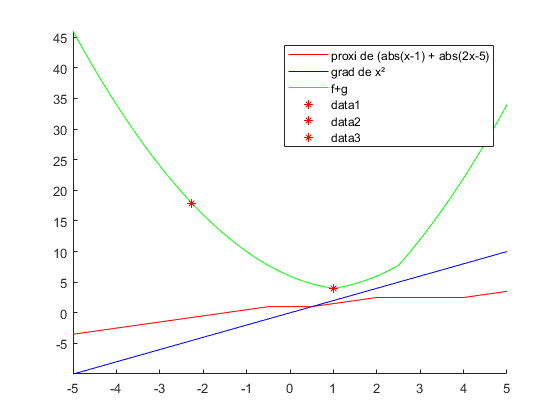 45
40
35
30
25
20
15
10
5
0
-5
-5 -4 -3 -2 -1 0 1 2 3 4 5
proxi de (abs(x-1) + abs(2x-5)
grad de x²
f+g
data1
data2
data3